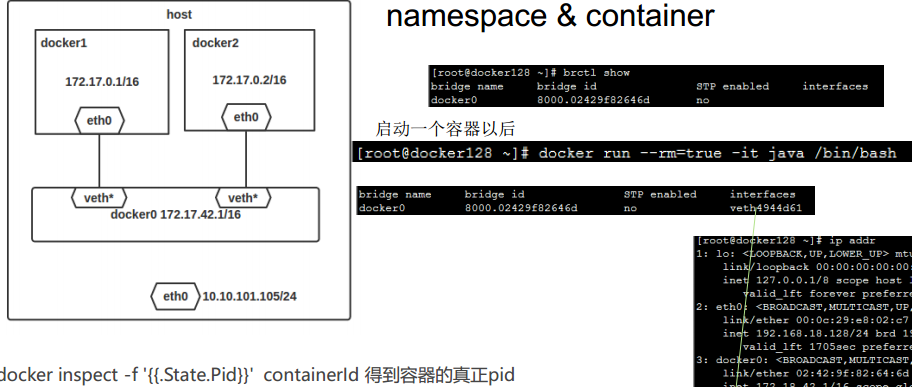 namespace & container
host
docker1
docker2
172.17.0.1/16
172.17.0.2/16
eth0
eth0
veth*
veth*
docker0 172.17.42.1/16
eth0
10.10.101.105/24
[root@docker128 ~]# brctl show
bridge name bridge id STP enabled interfaces
docker0 8000.02429f82646d no
启动一个容器以后
[root@docker128 ~]# docker run --rm=true -it java /bin/bash
bridge name bridge id STP enabled interfaces
docker0 8000.02429f82646d no veth4944d61
[root@docker128 ~]# ip addr
1: lo: <LOOPBACK,UP,LOWER_UP> mtu
link/loopback 00:00:00:00:00:
inet 127.0.0.1/8 scope host l
valid_lft forever preferre
2: eth0: <BROADCAST,MULTICAST,UP,
link/ether 00:0c:29:e8:02:c7
inet 192.168.18.128/24 brd 19
valid_lft 1705sec preferre
3: docker0: <BROADCAST,MULTICAST,
link/ether 02:42:9f:82:64:6d
docker inspect -f '{{.State.Pid}}' containerId 得到容器的真正pid